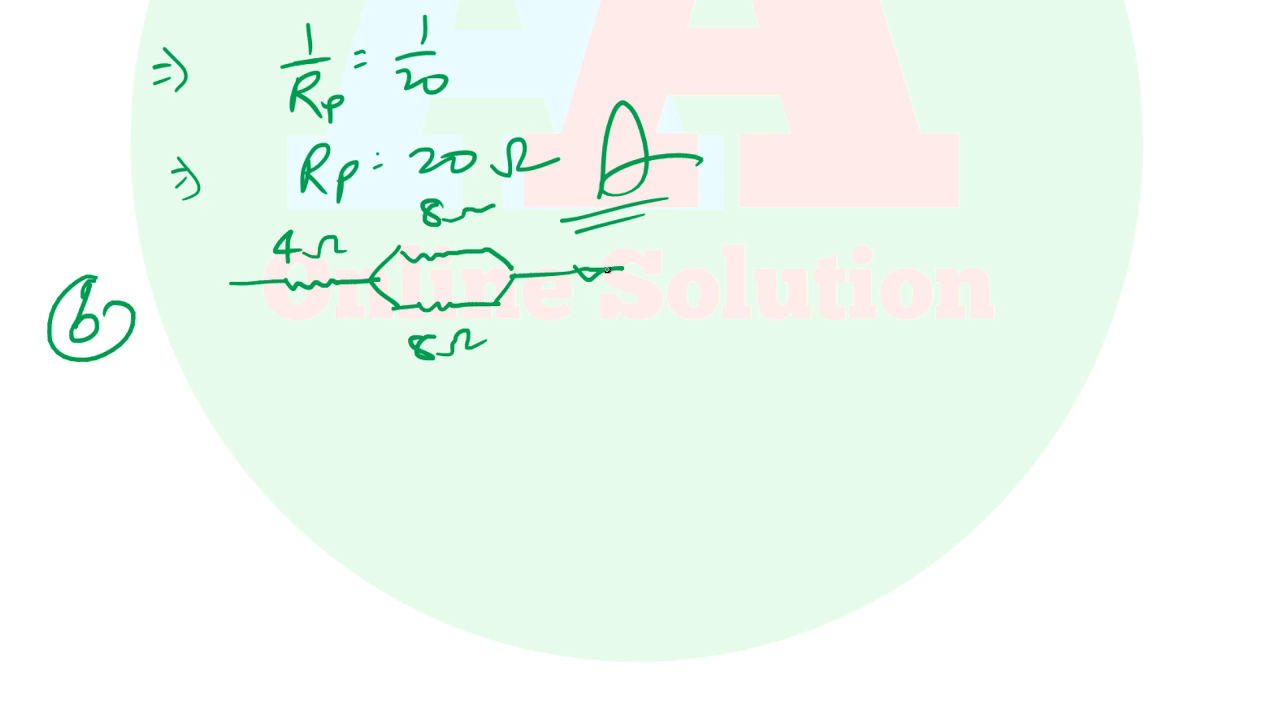 ⇒ 1/Rp = 1/20
⇒ Rp = 20 Ω A
8Ω
4Ω
Online Solution
b
8Ω